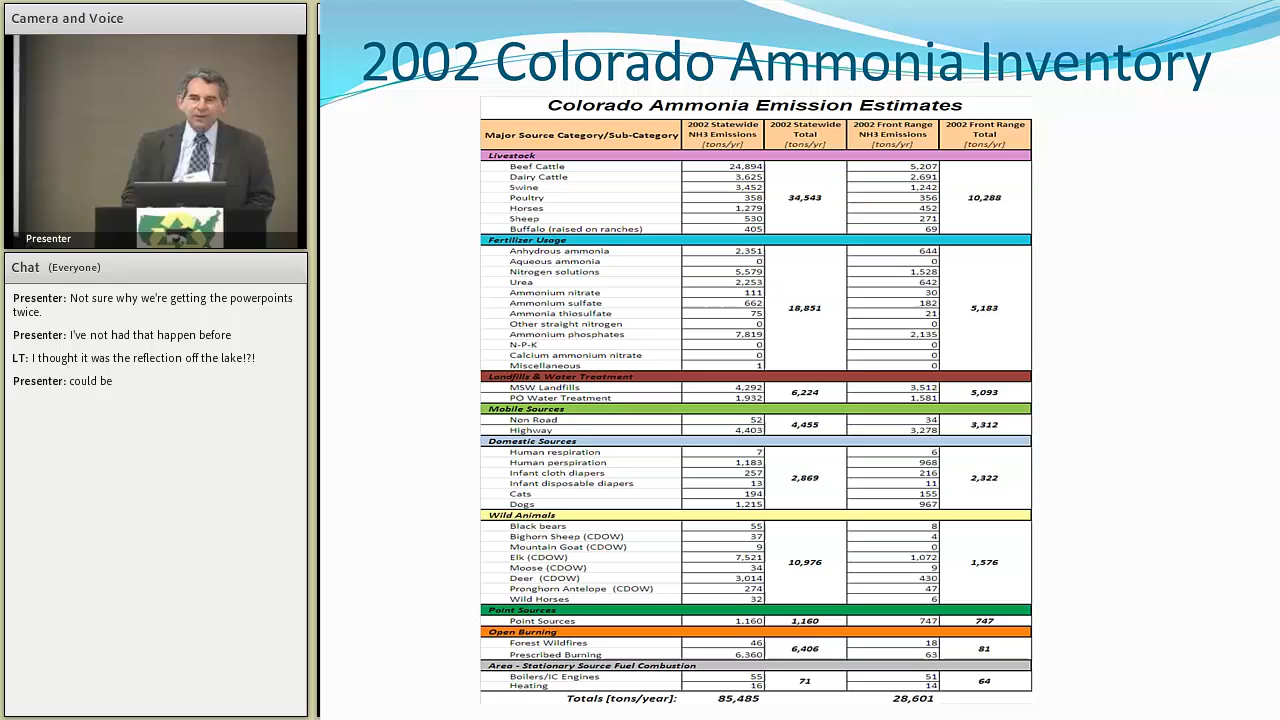 Camera and Voice
Presenter
Chat (Everyone)
Presenter: Not sure why we're getting the powerpoints
twice.
Presenter: I've not had that happen before
LT: I thought it was the reflection off the lake!?!
Presenter: could be
2002 Colorado Ammonia Inventory
Colorado Ammonia Emission Estimates
Major Source Category/Sub-Category 2002 Statewide NH3 Emissions [tons/yr] 2002 Statewide Total [tons/yr] 2002 Front Range NH3 Emissions [tons/yr] 2002 Front Range Total [tons/yr]
Livestock
Beef Cattle 24,894 5,207
Dairy Cattle 3,625 2,691
Swine 3,452 1,242
Poultry 358 34,543 356 10,288
Horses 1,279 452
Sheep 530 271
Buffalo (raised on ranches) 405 69
Fertilizer Usage
Anhydrous ammonia 2,351 644
Aqueous ammonia 0 0
Nitrogen solutions 5,579 1,528
Urea 2,253 642
Ammonium nitrate 111 30
Ammonium sulfate 662 18,851 182 5,183
Ammonia thiosulfate 75 21
Other straight nitrogen 0 0
Ammonium phosphates 7,819 2,135
N-P-K 0 0
Calcium ammonium nitrate 0 0
Miscellaneous 1 0
Landfills & Water Treatment
MSW Landfills 4,292 6,224 3,512 5,093
PO Water Treatment 1,932 1,581
Mobile Sources
Non Road 52 4,455 34 3,312
Highway 4,403 3,278
Domestic Sources
Human respiration 7 6
Human perspiration 1,183 968
Infant cloth diapers 257 2,869 216 2,322
Infant disposable diapers 13 11
Cats 194 155
Dogs 1,215 967
Wild Animals
Black bears 55 8
Bighorn Sheep (CDOW) 37 4
Mountain Goat (CDOW) 9 0
Elk (CDOW) 7,521 10,976 1,072 1,576
Moose (CDOW) 34 9
Deer (CDOW) 3,014 430
Pronghorn Antelope (CDOW) 274 47
Wild Horses 32 6
Point Sources
Point Sources 1,160 1,160 747 747
Open Burning
Forest Wildfires 46 6,406 18 81
Prescribed Burning 6,360 63
Area - Stationary Source Fuel Combustion
Boilers/IC Engines 55 71 51 64
Heating 16 14
Totals [tons/year]: 85,485 28,601